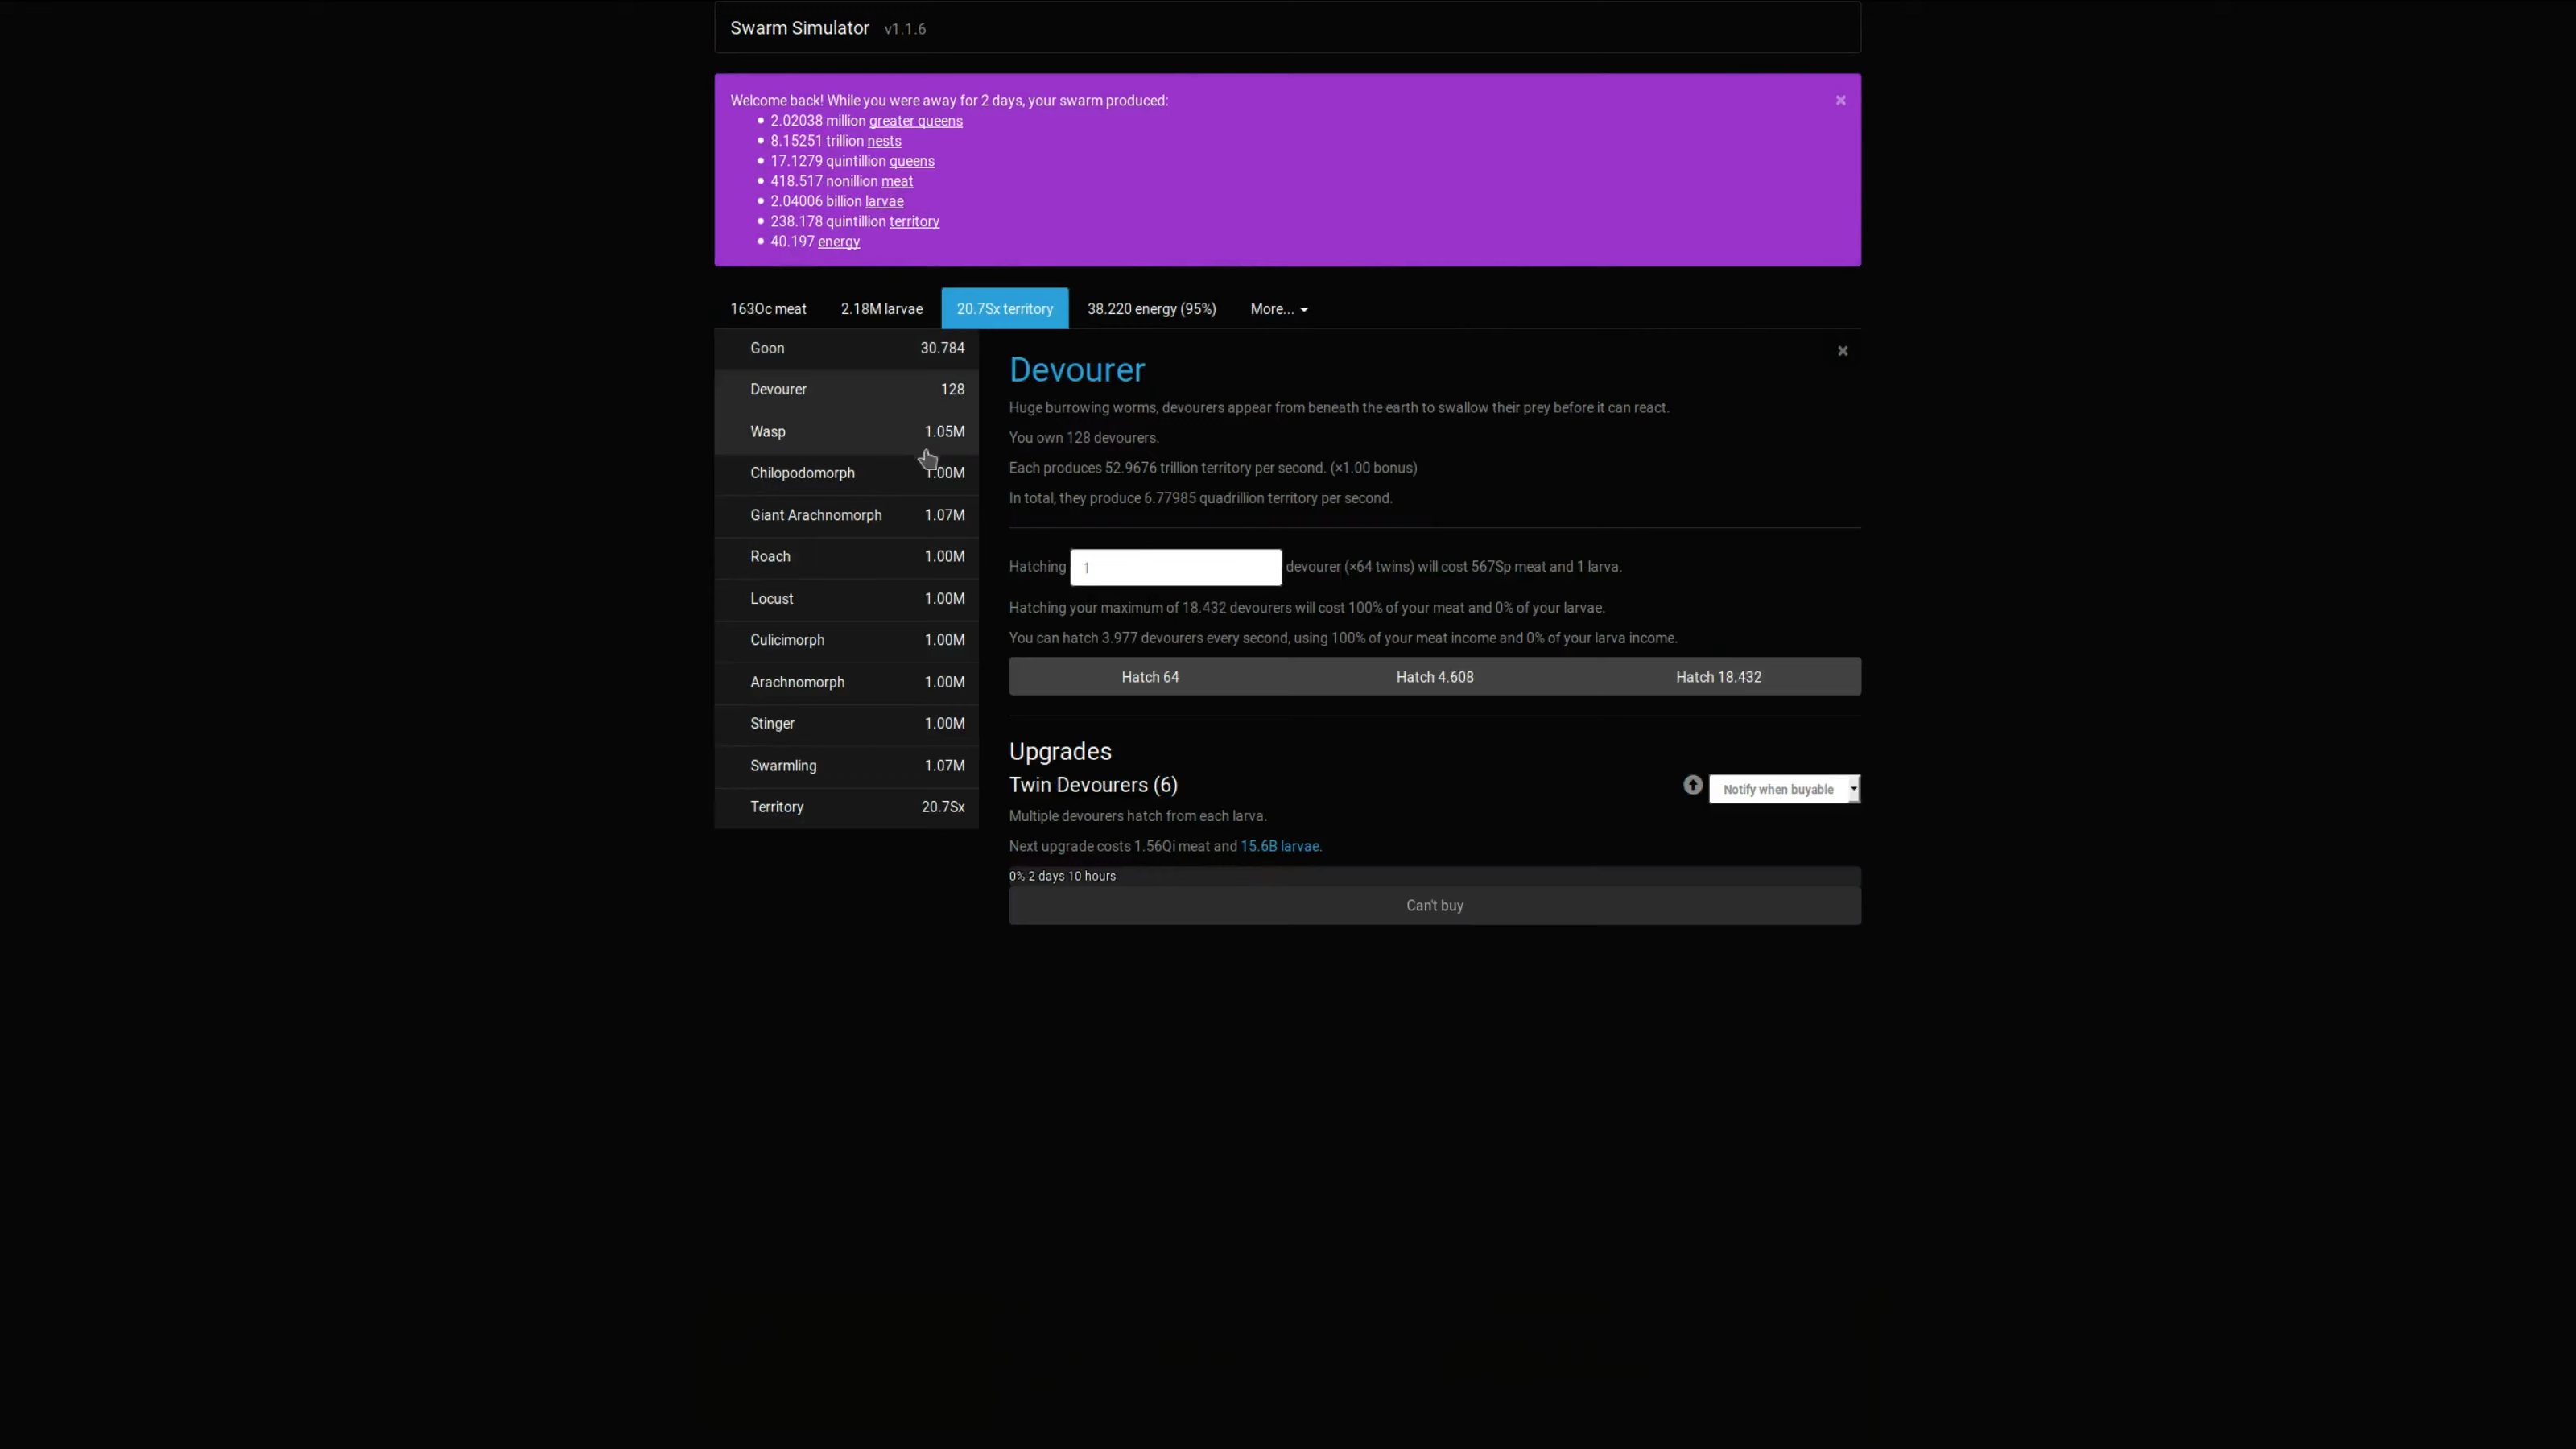 Swarm Simulator v1.1.6
Welcome back! While you were away for 2 days, your swarm produced:
2.02038 million greater queens
8.15251 trillion nests
17.1279 quintillion queens
418.517 nonillion meat
2.04006 billion larvae
238.178 quintillion territory
40.197 energy
163Oc meat 2.18M larvae 20.7Sx territory 38.220 energy (95%) More...
Goon 30.784
Devourer 128
Wasp 1.05M
Chilopodomorph 1.00M
Giant Arachnomorph 1.07M
Roach 1.00M
Locust 1.00M
Culicimorph 1.00M
Arachnomorph 1.00M
Stinger 1.00M
Swarmling 1.07M
Territory 20.7Sx
Devourer
Huge burrowing worms, devourers appear from beneath the earth to swallow their prey before it can react.
You own 128 devourers.
Each produces 52.9676 trillion territory per second. (×1.00 bonus)
In total, they produce 6.77985 quadrillion territory per second.
Hatching 1 devourer (×64 twins) will cost 567Sp meat and 1 larva.
Hatching your maximum of 18.432 devourers will cost 100% of your meat and 0% of your larvae.
You can hatch 3.977 devourers every second, using 100% of your meat income and 0% of your larva income.
Hatch 64 Hatch 4.608 Hatch 18.432
Upgrades
Twin Devourers (6) Notify when buyable
Multiple devourers hatch from each larva.
Next upgrade costs 1.56Qi meat and 15.6B larvae.
0% 2 days 10 hours
Can't buy